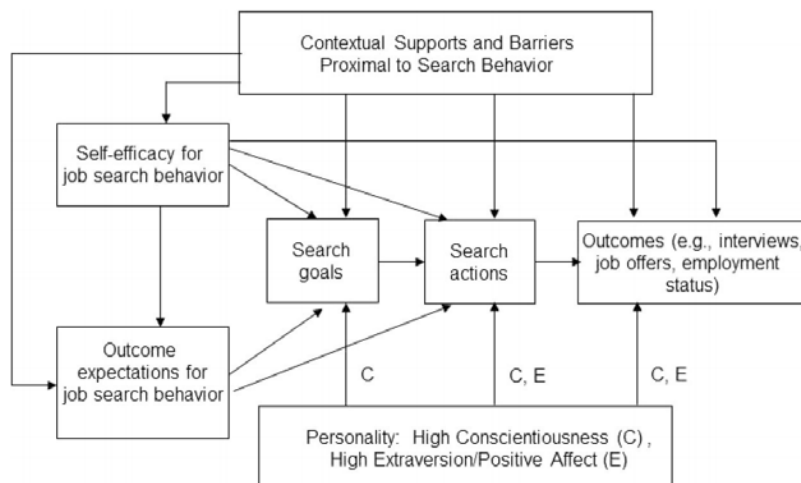 Contextual Supports and Barriers
Proximal to Search Behavior
Self-efficacy for
job search behavior
Search
goals
Search
actions
Outcomes (e.g., interviews,
job offers, employment
status)
Outcome
expectations for
job search behavior
C
C, E
C, E
Personality: High Conscientiousness (C) ,
High Extraversion/Positive Affect (E)